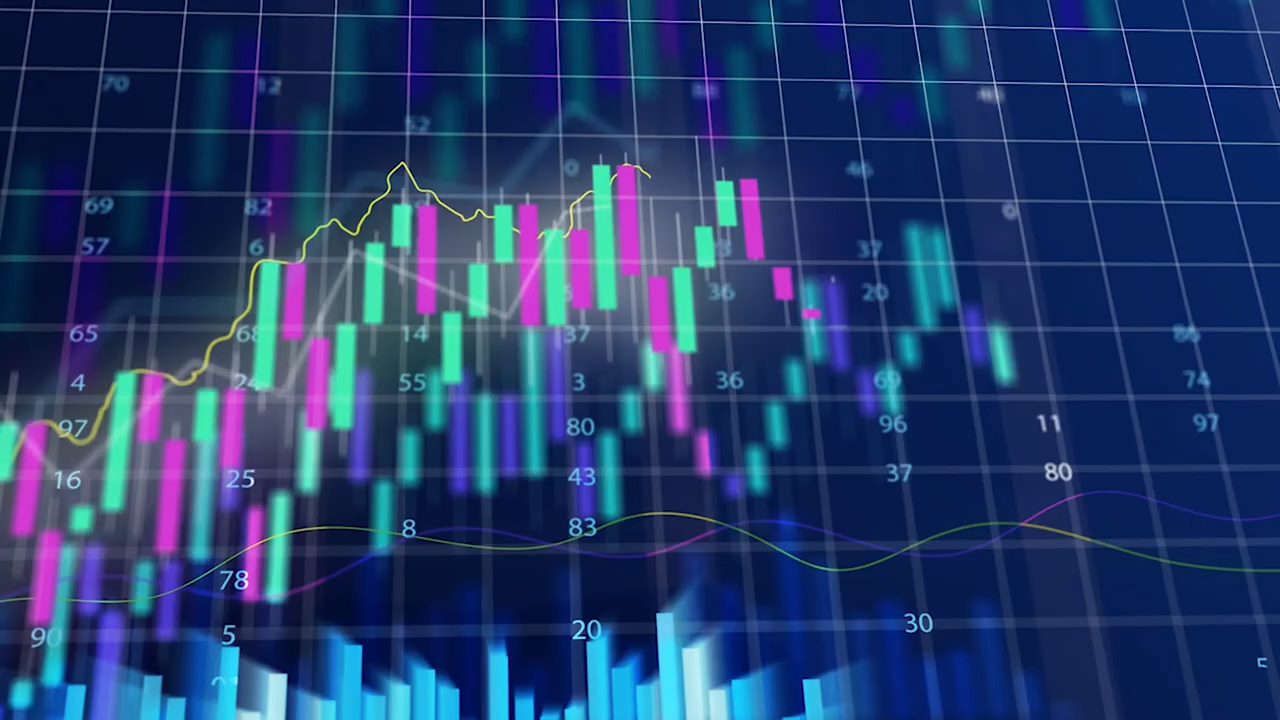 70 12 52 77
69 82 0 46 0
57 6 37
36 20
65 68 14 37 86
4 24 55 3 36 69 74
97 80 96 11 97
16 25 43 37 80
8 83
78
90 5 20 30